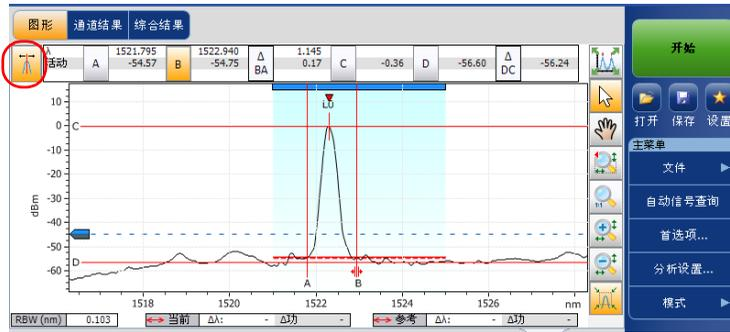 图形 通道结果 综合结果
λ 1521.795 1522.940 Δ 1.145 Δ
活动 A -54.57 B -54.75 BA 0.17 C -0.36 D -56.60 DC -56.24
开始
打开 保存 设置
主菜单
文件
自动信号查询
首选项...
分析设置...
模式
10
0
-10
-20
-30
-40
-50
-60
dBm
C
D
L0
A B
1518 1520 1522 1524 1526 nm
1:1
RBW (nm) 0.103 当前 Δλ: - Δ功 - 参考 Δλ: - Δ功 -